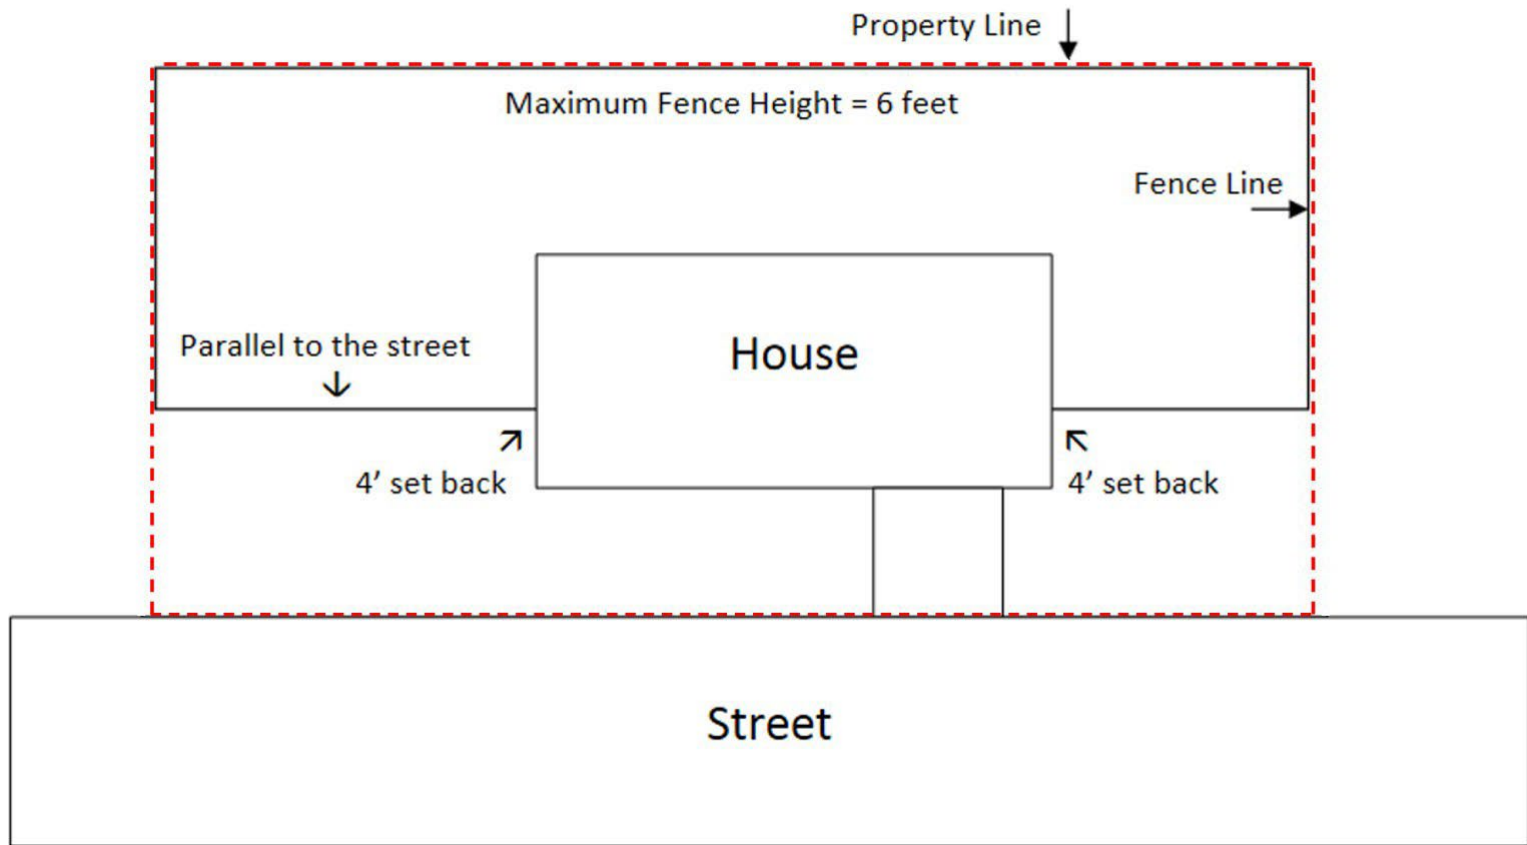 Property Line
Maximum Fence Height = 6 feet
Fence Line
Parallel to the street
House
4’ set back
4’ set back
Street